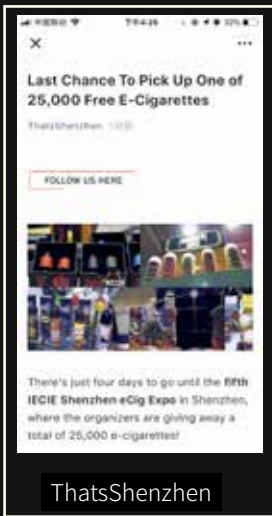 Last Chance To Pick Up One of
25,000 Free E-Cigarettes
ThatsShenzhen
FOLLOW US HERE
There's just four days to go until the fifth
IECIE Shenzhen eCig Expo in Shenzhen,
where the organizers are giving away a
total of 25,000 e-cigarettes!
ThatsShenzhen